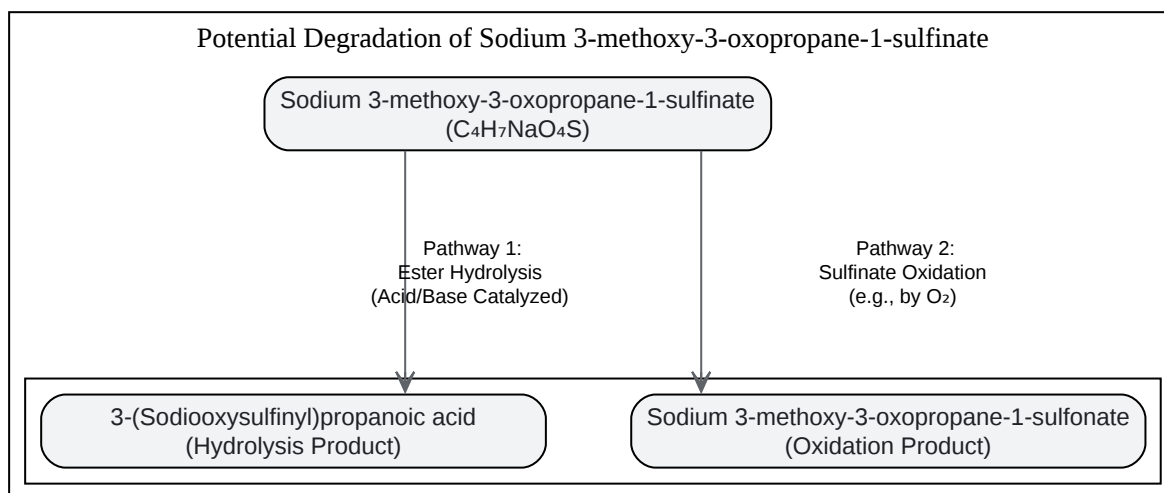 Potential Degradation of Sodium 3-methoxy-3-oxopropane-1-sulfinate
Sodium 3-methoxy-3-oxopropane-1-sulfinate
(C₄H₇NaO₄S)
Pathway 1:
Ester Hydrolysis
(Acid/Base Catalyzed)
Pathway 2:
Sulfinate Oxidation
(e.g., by O₂)
3-(Sodiooxysulfinyl)propanoic acid
(Hydrolysis Product)
Sodium 3-methoxy-3-oxopropane-1-sulfonate
(Oxidation Product)